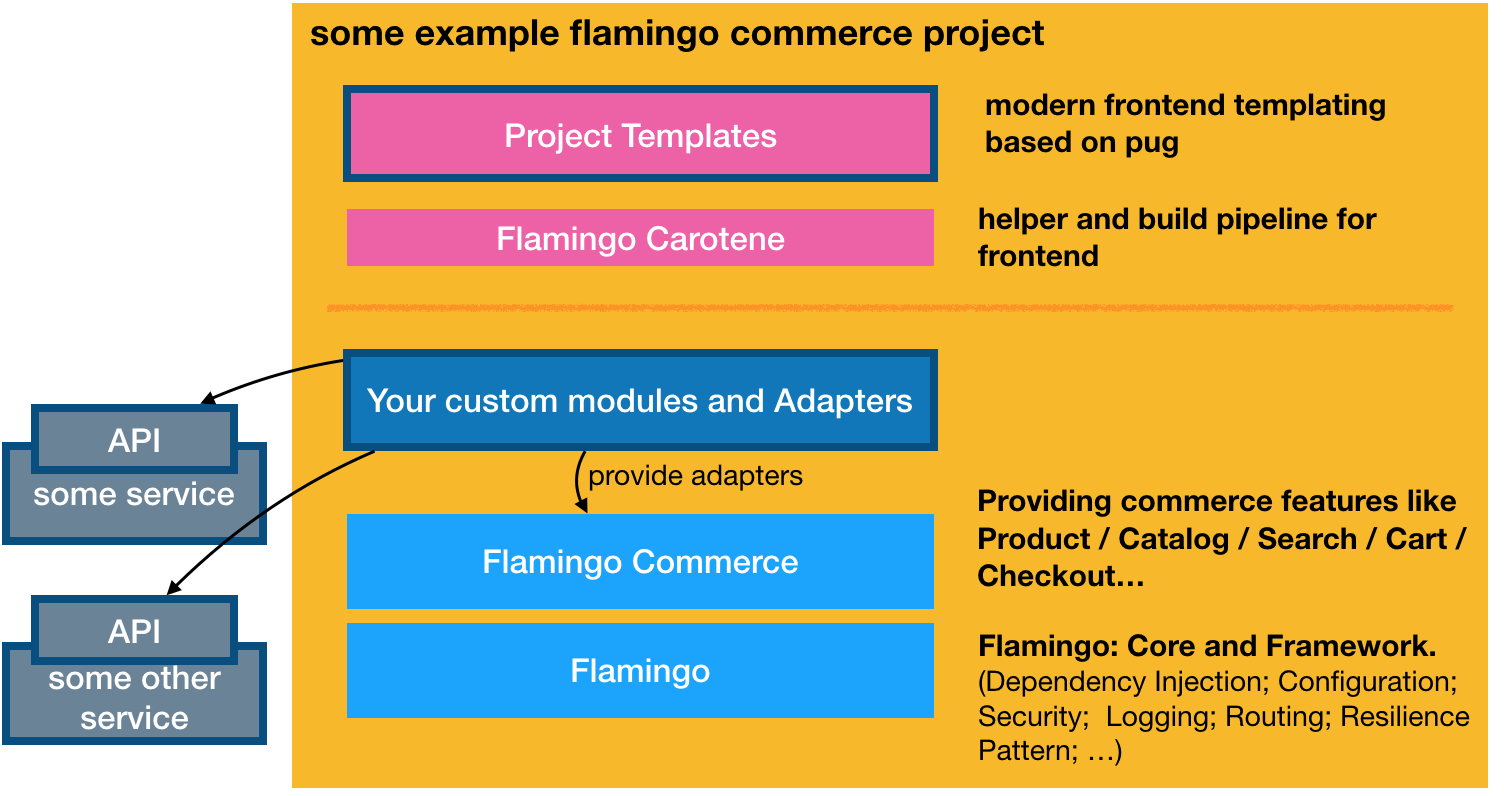 some example flamingo commerce project
Project Templates
modern frontend templating
based on pug
Flamingo Carotene
helper and build pipeline for
frontend
Your custom modules and Adapters
API
some service
provide adapters
Flamingo Commerce
Providing commerce features like
Product / Catalog / Search / Cart /
Checkout…
API
some other
service
Flamingo
Flamingo: Core and Framework.
(Dependency Injection; Configuration;
Security;  Logging; Routing; Resilience
Pattern; …)